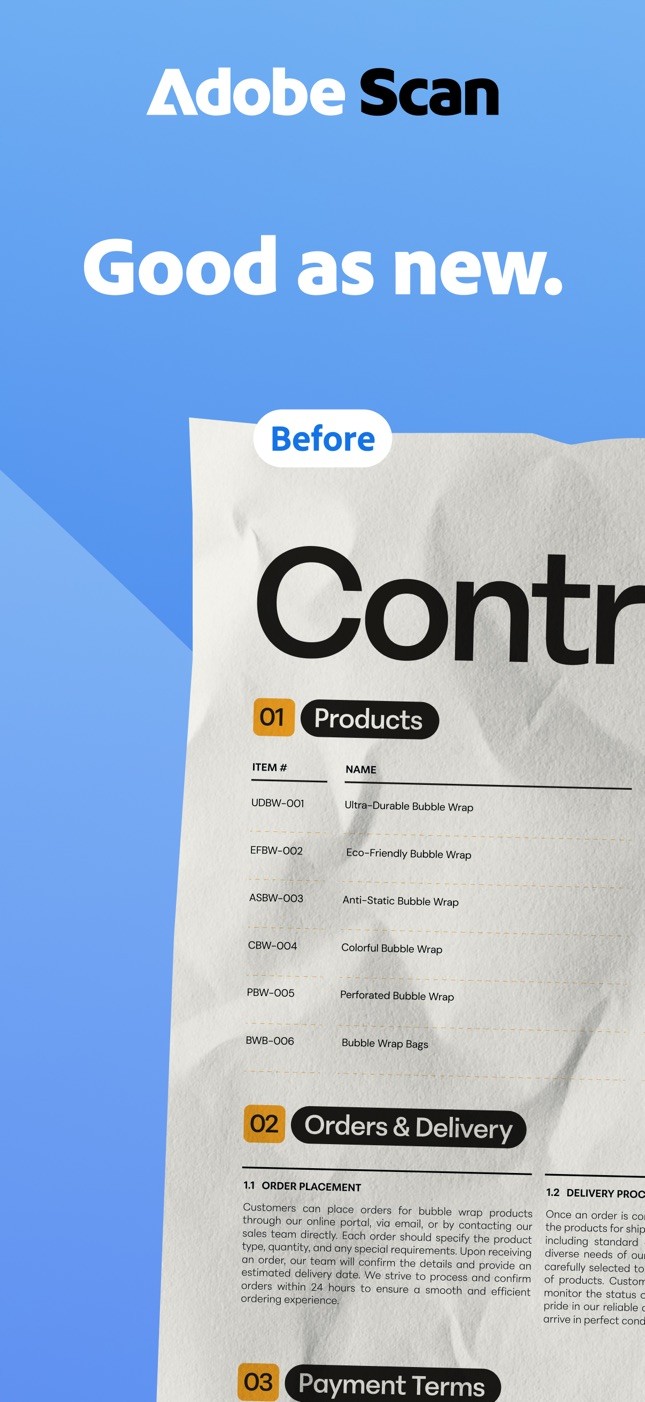 Adobe Scan
Good as new.
Before
Contr
01 Products
ITEM # NAME
UDBW-001 Ultra-Durable Bubble Wrap
EFBW-002 Eco-Friendly Bubble Wrap
ASBW-003 Anti-Static Bubble Wrap
CBW-004 Colorful Bubble Wrap
PBW-005 Perforated Bubble Wrap
BWB-006 Bubble Wrap Bags
02 Orders & Delivery
1.1 ORDER PLACEMENT
Customers can place orders for bubble wrap products
through our online portal, via email, or by contacting our
sales team directly. Each order should specify the product
type, quantity, and any special requirements. Upon receiving
an order, our team will confirm the details and provide an
estimated delivery date. We strive to process and confirm
orders within 24 hours to ensure a smooth and efficient
ordering experience.
1.2 DELIVERY PROC
Once an order is co
the products for ship
including standard
diverse needs of ou
carefully selected to
of products. Custom
monitor the status o
pride in our reliable
arrive in perfect cond
03 Payment Terms